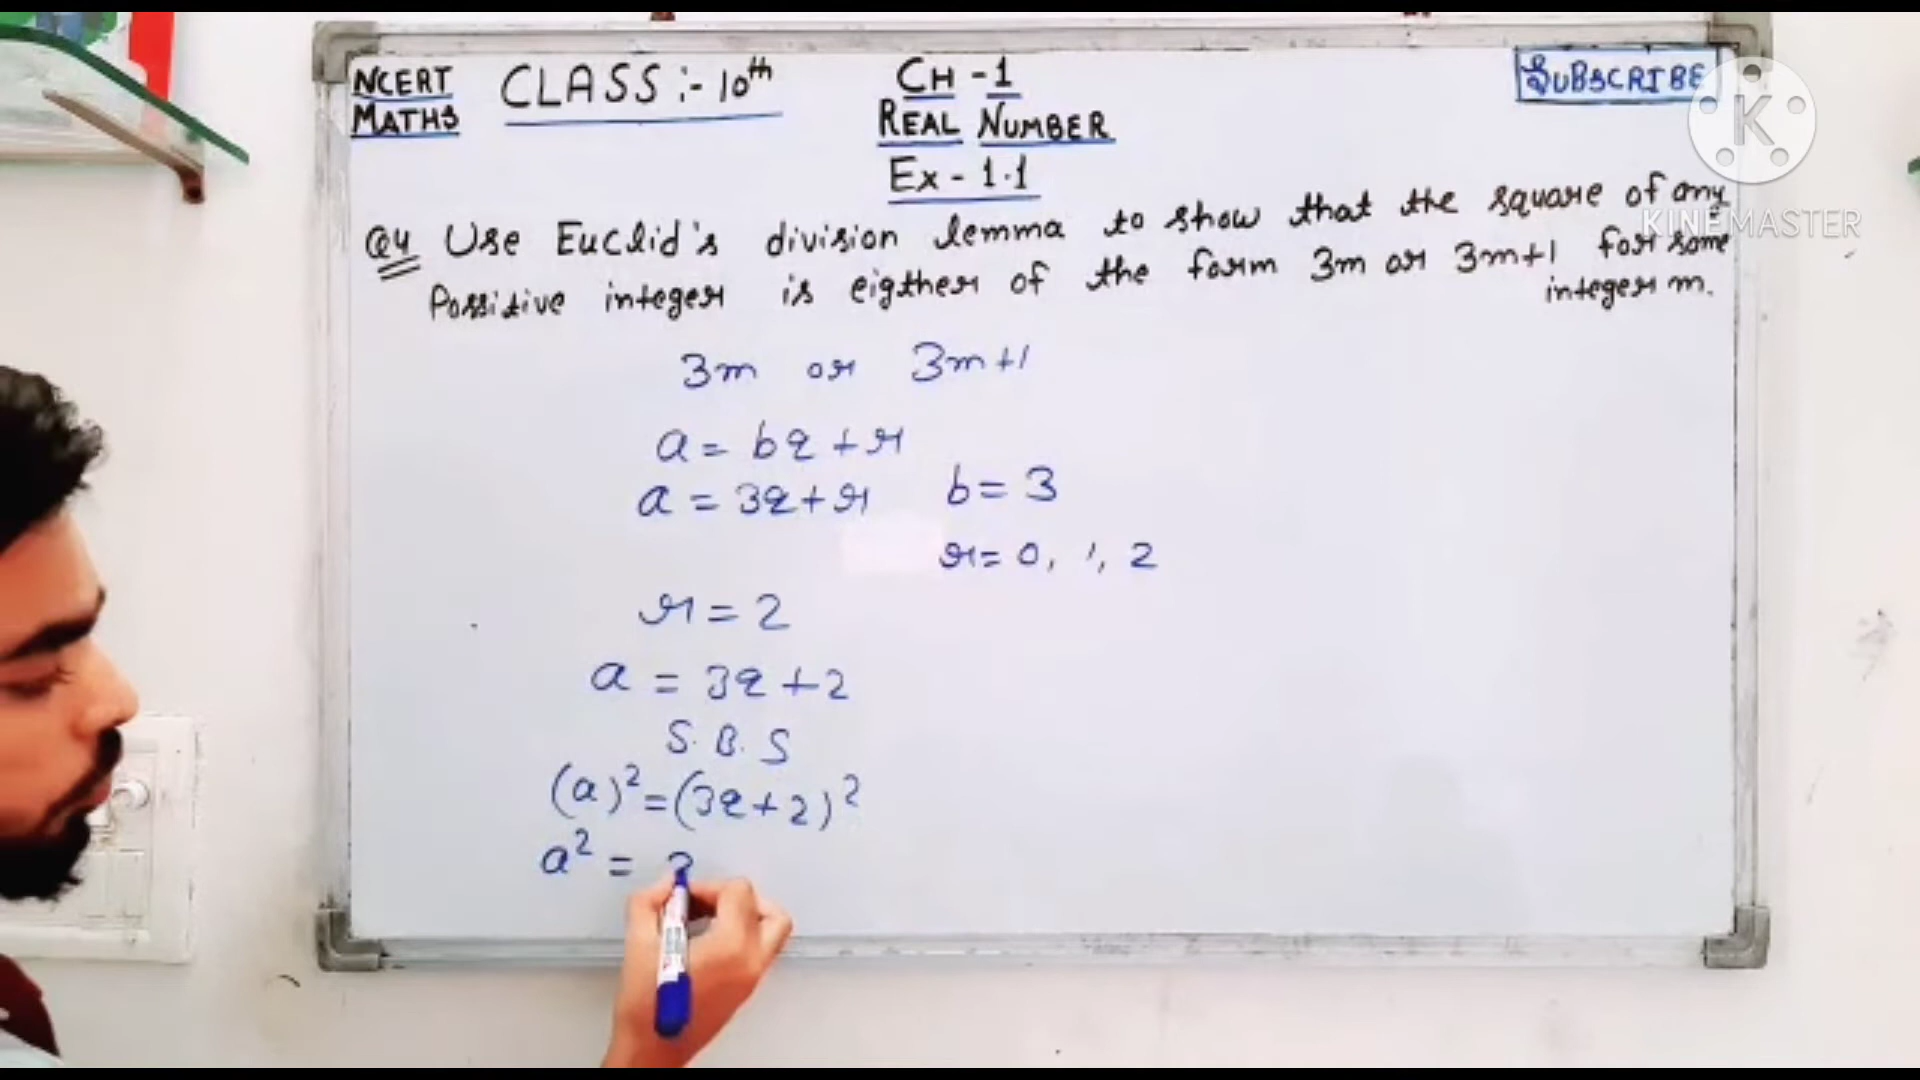 NCERT MATHS
CLASS :- 10th
CH - 1
REAL NUMBER
Ex - 1.1
SUBSCRIBE
K
KINEMASTER
Q4 Use Euclid's division lemma to show that the square of any
Possitive integer is eigther of the form 3m or 3m+1 for some
integer m.
3m or 3m+1
a = bq + r
a = 3q + r b = 3
r = 0, 1, 2
r = 2
a = 3q + 2
S. B. S
(a)² = (3q + 2)²
a² = 3